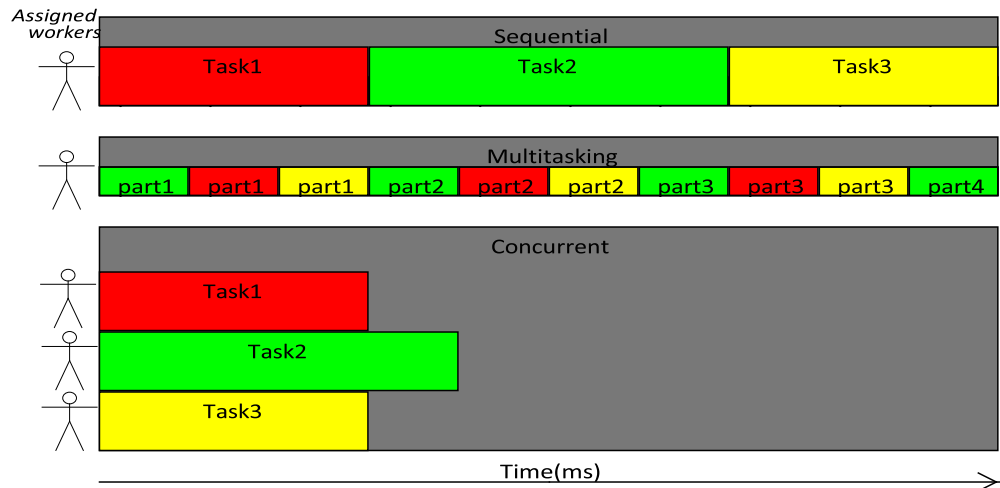 Assigned
workers
Sequential
Task1 Task2 Task3
Multitasking
part1 part1 part1 part2 part2 part2 part3 part3 part3 part4
Concurrent
Task1
Task2
Task3
Time(ms)